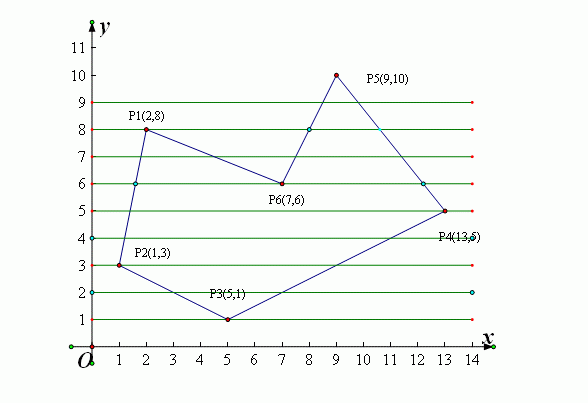 y
11
10
P5(9,10)
9
P1(2,8)
8
7
6
P6(7,6)
5
P4(13,5)
4
P2(1,3)
3
P3(5,1)
2
1
x
O
1 2 3 4 5 6 7 8 9 10 11 12 13 14